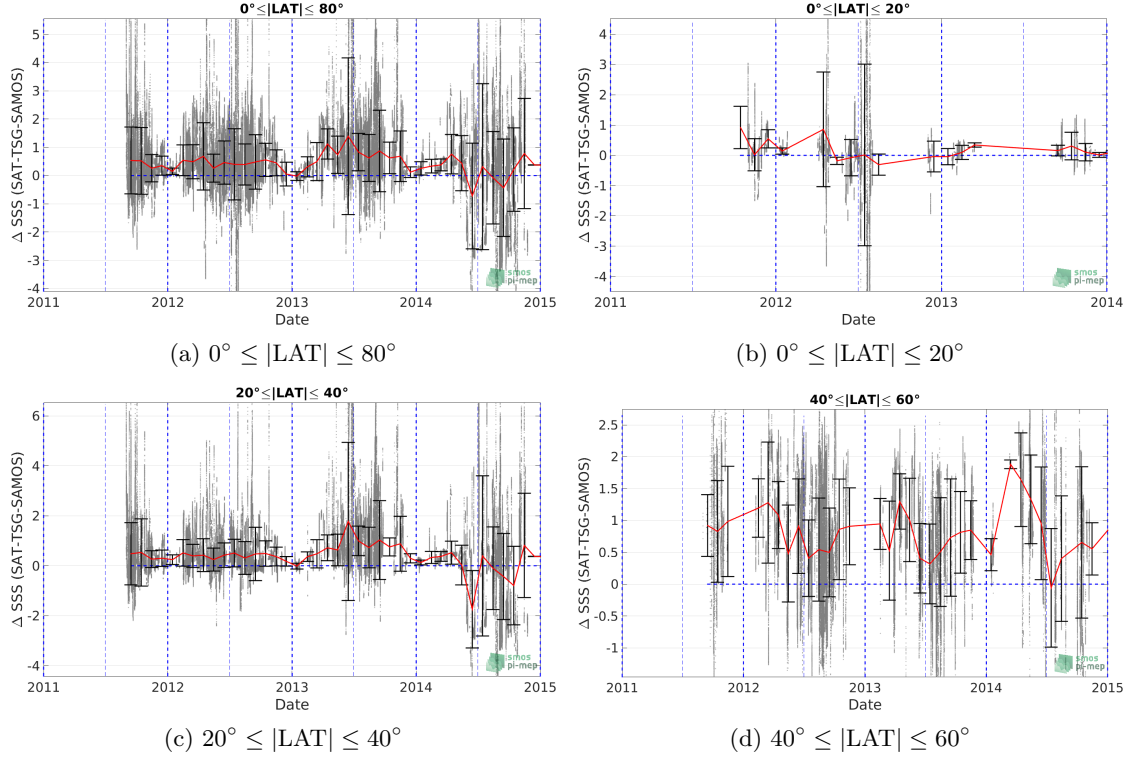 0°≤|LAT|≤ 80°
Δ SSS (SAT-TSG-SAMOS)
5
4
3
2
1
0
-1
-2
-3
-4
2011
2012
2013
2014
2015
Date
smos
pi-mep
(a) 0° ≤ |LAT| ≤ 80°
0°≤|LAT|≤ 20°
Δ SSS (SAT-TSG-SAMOS)
4
3
2
1
0
-1
-2
-3
-4
2011
2012
2013
2014
Date
smos
pi-mep
(b) 0° ≤ |LAT| ≤ 20°
20°≤|LAT|≤ 40°
Δ SSS (SAT-TSG-SAMOS)
6
4
2
0
-2
-4
2011
2012
2013
2014
2015
Date
smos
pi-mep
(c) 20° ≤ |LAT| ≤ 40°
40°≤|LAT|≤ 60°
Δ SSS (SAT-TSG-SAMOS)
2.5
2
1.5
1
0.5
0
-0.5
-1
2011
2012
2013
2014
2015
Date
smos
pi-mep
(d) 40° ≤ |LAT| ≤ 60°